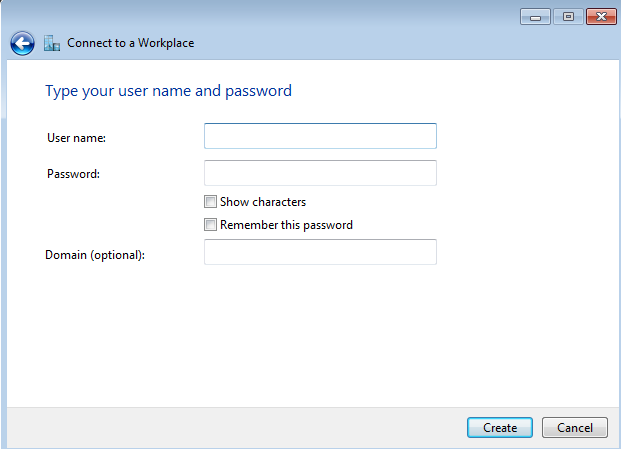 Connect to a Workplace
Type your user name and password
User name:
Password:
Show characters
Remember this password
Domain (optional):
Create
Cancel